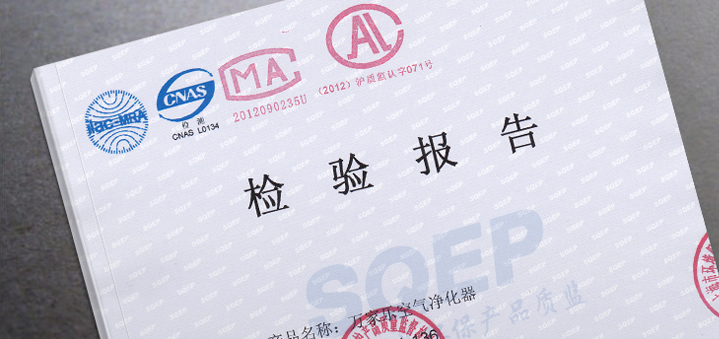 ilac-MRA
CNAS
检 测
CNAS L0134
MA
2012090235U
AL
(2012)沪质监认字071号
检 验 报 告
SQEP
保产品质监
产品名称：万家乐空气净化器